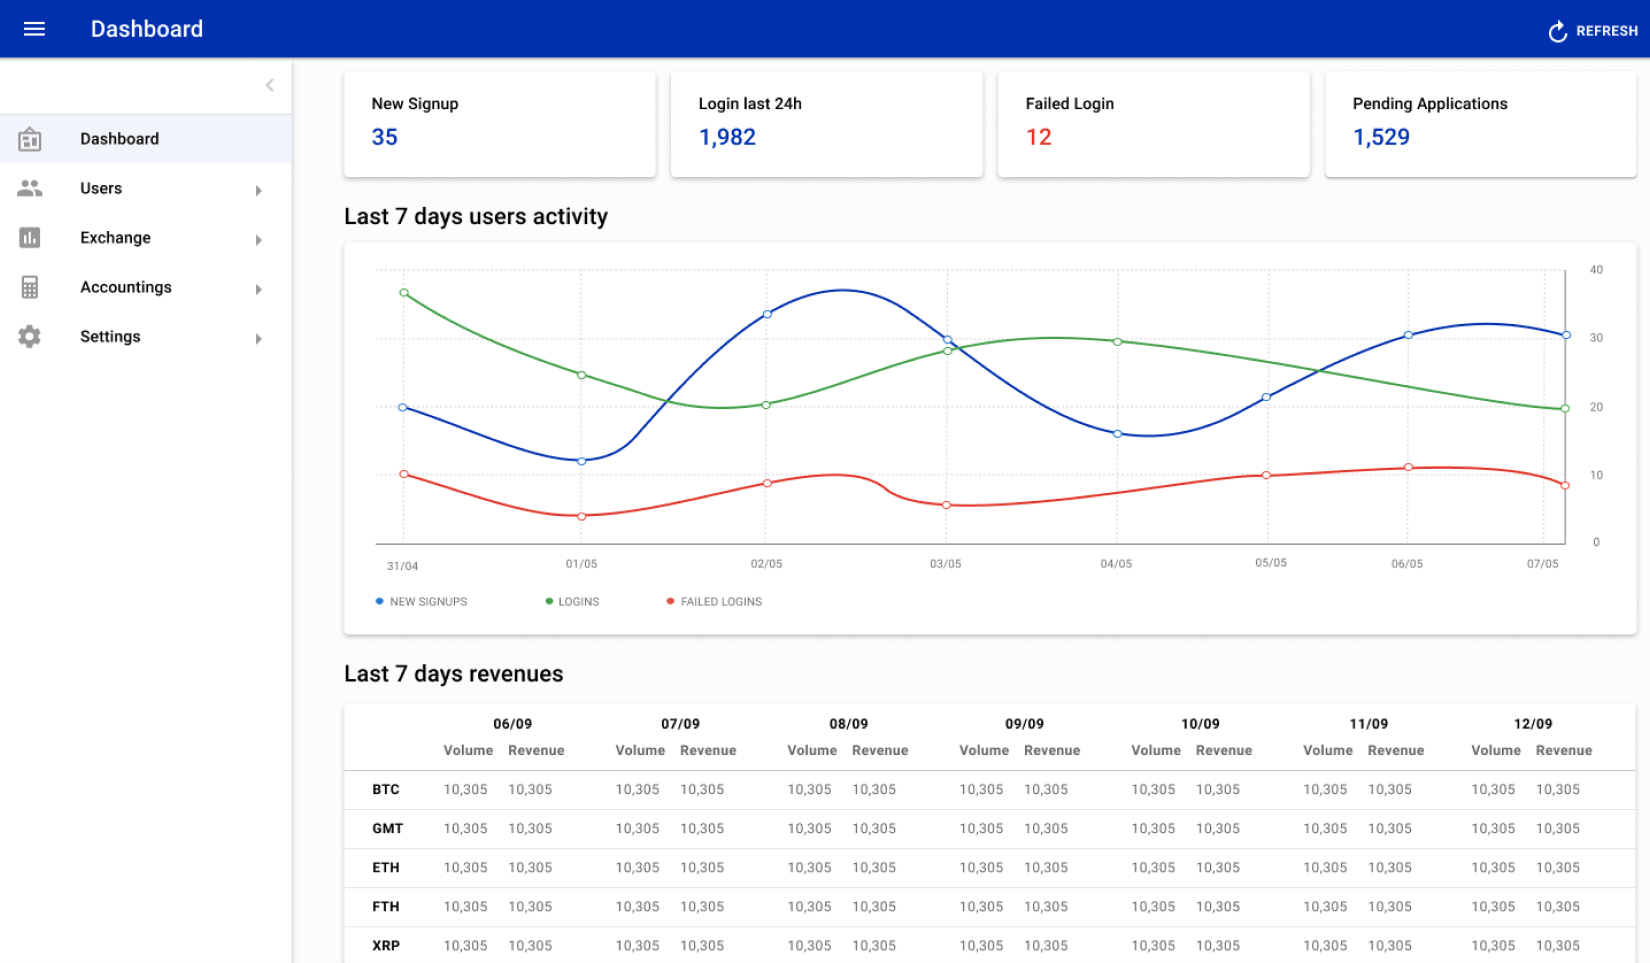 Dashboard
REFRESH
Dashboard
Users
Exchange
Accountings
Settings
New Signup
35
Login last 24h
1,982
Failed Login
12
Pending Applications
1,529
Last 7 days users activity
40
30
20
10
0
31/04 01/05 02/05 03/05 04/05 05/05 06/05 07/05
NEW SIGNUPS LOGINS FAILED LOGINS
Last 7 days revenues
06/09 07/09 08/09 09/09 10/09 11/09 12/09
Volume Revenue Volume Revenue Volume Revenue Volume Revenue Volume Revenue Volume Revenue Volume Revenue
BTC 10,305 10,305 10,305 10,305 10,305 10,305 10,305 10,305 10,305 10,305 10,305 10,305 10,305 10,305
GMT 10,305 10,305 10,305 10,305 10,305 10,305 10,305 10,305 10,305 10,305 10,305 10,305 10,305 10,305
ETH 10,305 10,305 10,305 10,305 10,305 10,305 10,305 10,305 10,305 10,305 10,305 10,305 10,305 10,305
FTH 10,305 10,305 10,305 10,305 10,305 10,305 10,305 10,305 10,305 10,305 10,305 10,305 10,305 10,305
XRP 10,305 10,305 10,305 10,305 10,305 10,305 10,305 10,305 10,305 10,305 10,305 10,305 10,305 10,305